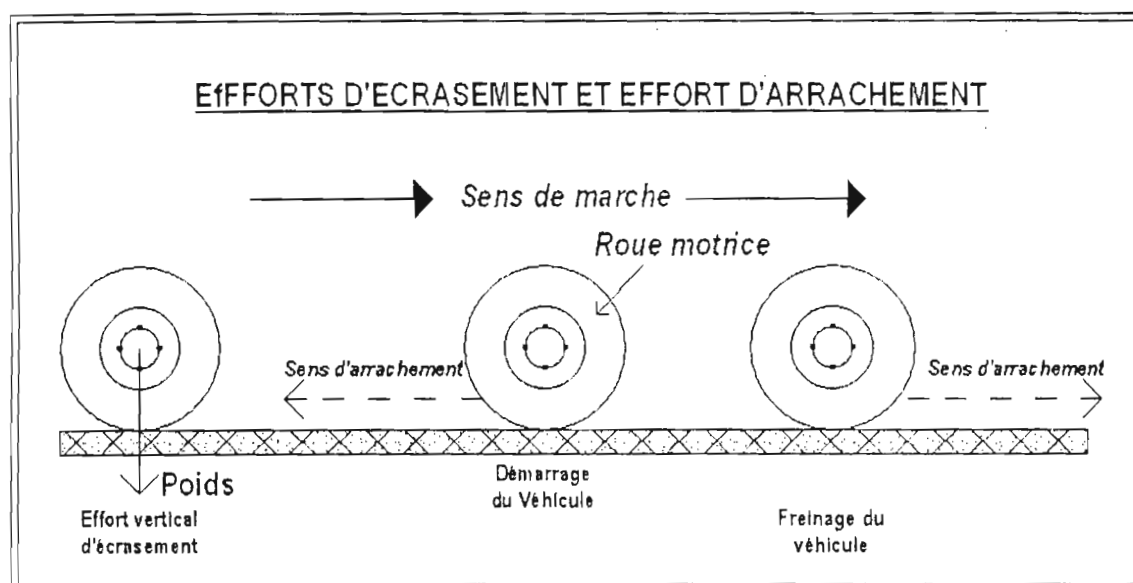 EfFFORTS D'ECRASEMENT ET EFFORT D'ARRACHEMENT
Sens de marche
Roue motrice
Sens d'arrachement
Sens d'arrachement
Poids
Effort vertical
d'écrasement
Démarrage
du Véhicule
Freinage du
véhicule